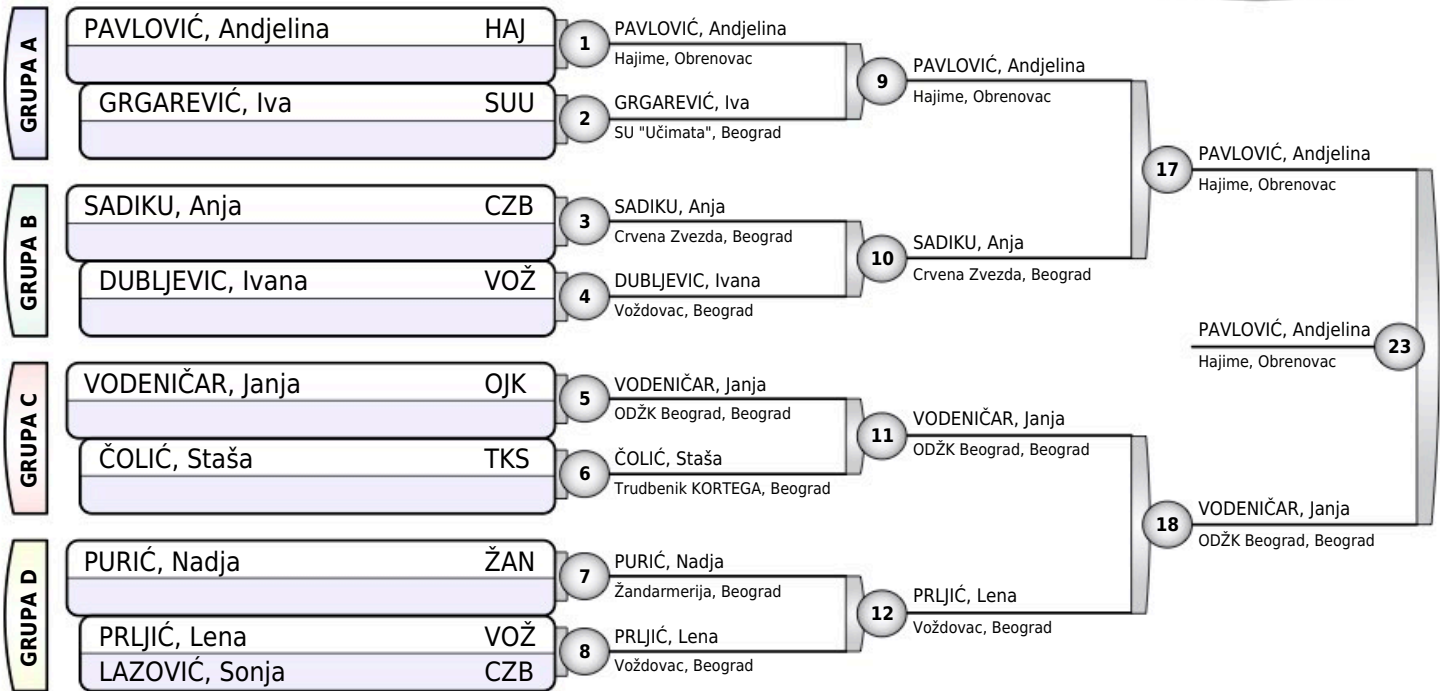 GRUPA A
PAVLOVIĆ, Andjelina HAJ
GRGAREVIĆ, Iva SUU
1
PAVLOVIĆ, Andjelina
Hajime, Obrenovac
2
GRGAREVIĆ, Iva
SU "Učimata", Beograd
9
PAVLOVIĆ, Andjelina
Hajime, Obrenovac
GRUPA B
SADIKU, Anja CZB
DUBLJEVIC, Ivana VOŽ
3
SADIKU, Anja
Crvena Zvezda, Beograd
4
DUBLJEVIC, Ivana
Voždovac, Beograd
10
SADIKU, Anja
Crvena Zvezda, Beograd
17
PAVLOVIĆ, Andjelina
Hajime, Obrenovac
GRUPA C
VODENIČAR, Janja OJK
ČOLIĆ, Staša TKS
5
VODENIČAR, Janja
ODŽK Beograd, Beograd
6
ČOLIĆ, Staša
Trudbenik KORTEGA, Beograd
11
VODENIČAR, Janja
ODŽK Beograd, Beograd
GRUPA D
PURIĆ, Nadja ŽAN
PRLJIĆ, Lena VOŽ
LAZOVIĆ, Sonja CZB
7
PURIĆ, Nadja
Žandarmerija, Beograd
8
PRLJIĆ, Lena
Voždovac, Beograd
12
PRLJIĆ, Lena
Voždovac, Beograd
18
VODENIČAR, Janja
ODŽK Beograd, Beograd
PAVLOVIĆ, Andjelina
Hajime, Obrenovac
23